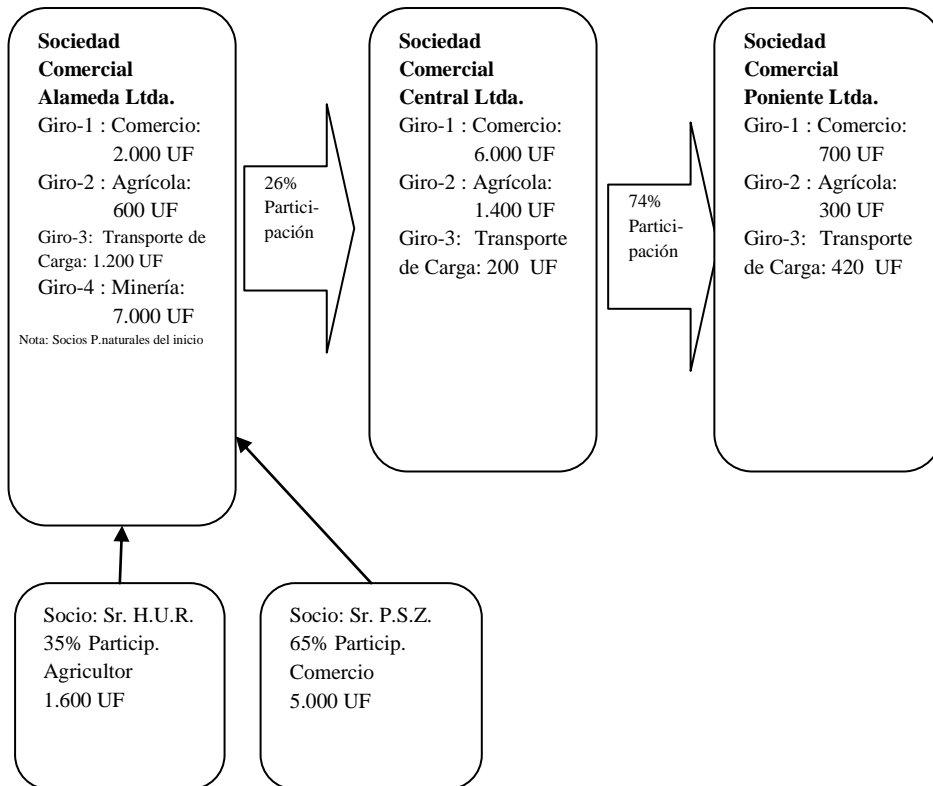 Sociedad
Comercial
Alameda Ltda.
Giro-1 : Comercio:
2.000 UF
Giro-2 : Agrícola:
600 UF
Giro-3: Transporte de
Carga: 1.200 UF
Giro-4 : Minería:
7.000 UF
Nota: Socios P.naturales del inicio
26%
Partici-
pación
Sociedad
Comercial
Central Ltda.
Giro-1 : Comercio:
6.000 UF
Giro-2 : Agrícola:
1.400 UF
Giro-3: Transporte
de Carga: 200 UF
74%
Partici-
pación
Sociedad
Comercial
Poniente Ltda.
Giro-1 : Comercio:
700 UF
Giro-2 : Agrícola:
300 UF
Giro-3: Transporte
de Carga: 420 UF
Socio: Sr. H.U.R.
35% Particip.
Agricultor
1.600 UF
Socio: Sr. P.S.Z.
65% Particip.
Comercio
5.000 UF